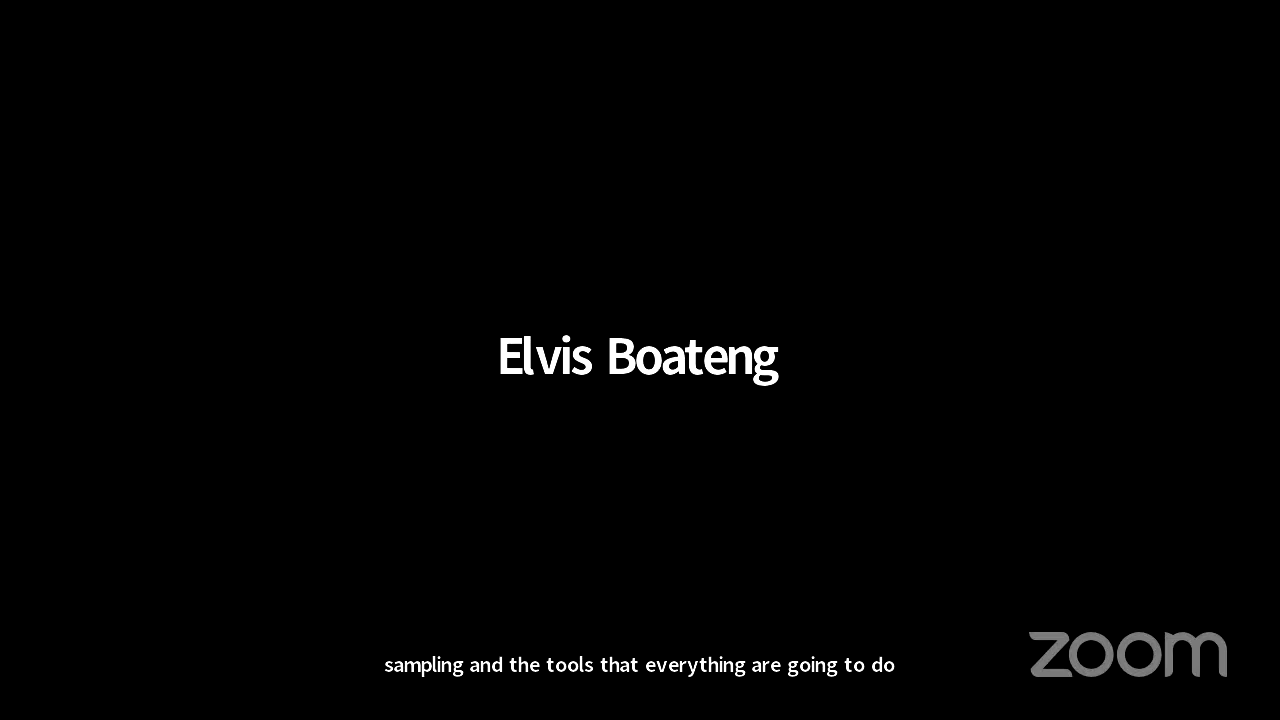 Elvis Boateng
sampling and the tools that everything are going to do
zoom